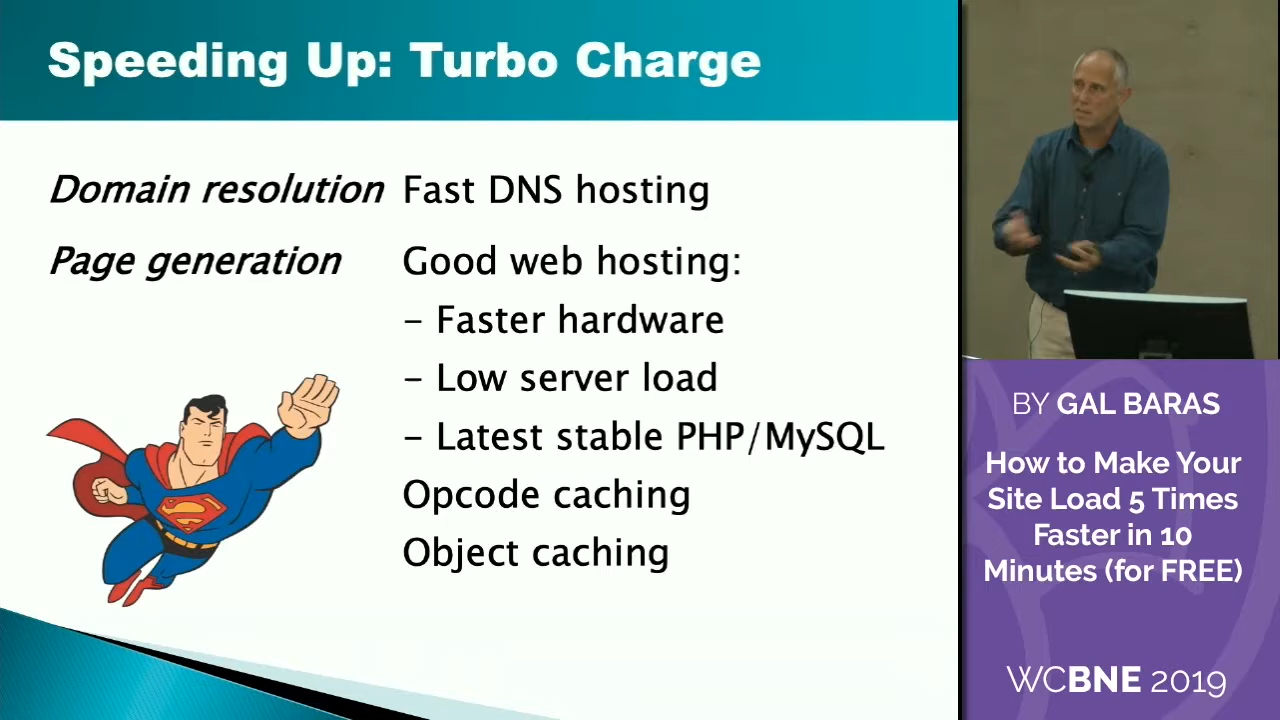 Speeding Up: Turbo Charge
Domain resolution Fast DNS hosting
Page generation Good web hosting:
- Faster hardware
- Low server load
- Latest stable PHP/MySQL
Opcode caching
Object caching
BY GAL BARAS
How to Make Your
Site Load 5 Times
Faster in 10
Minutes (for FREE)
WCBNE 2019